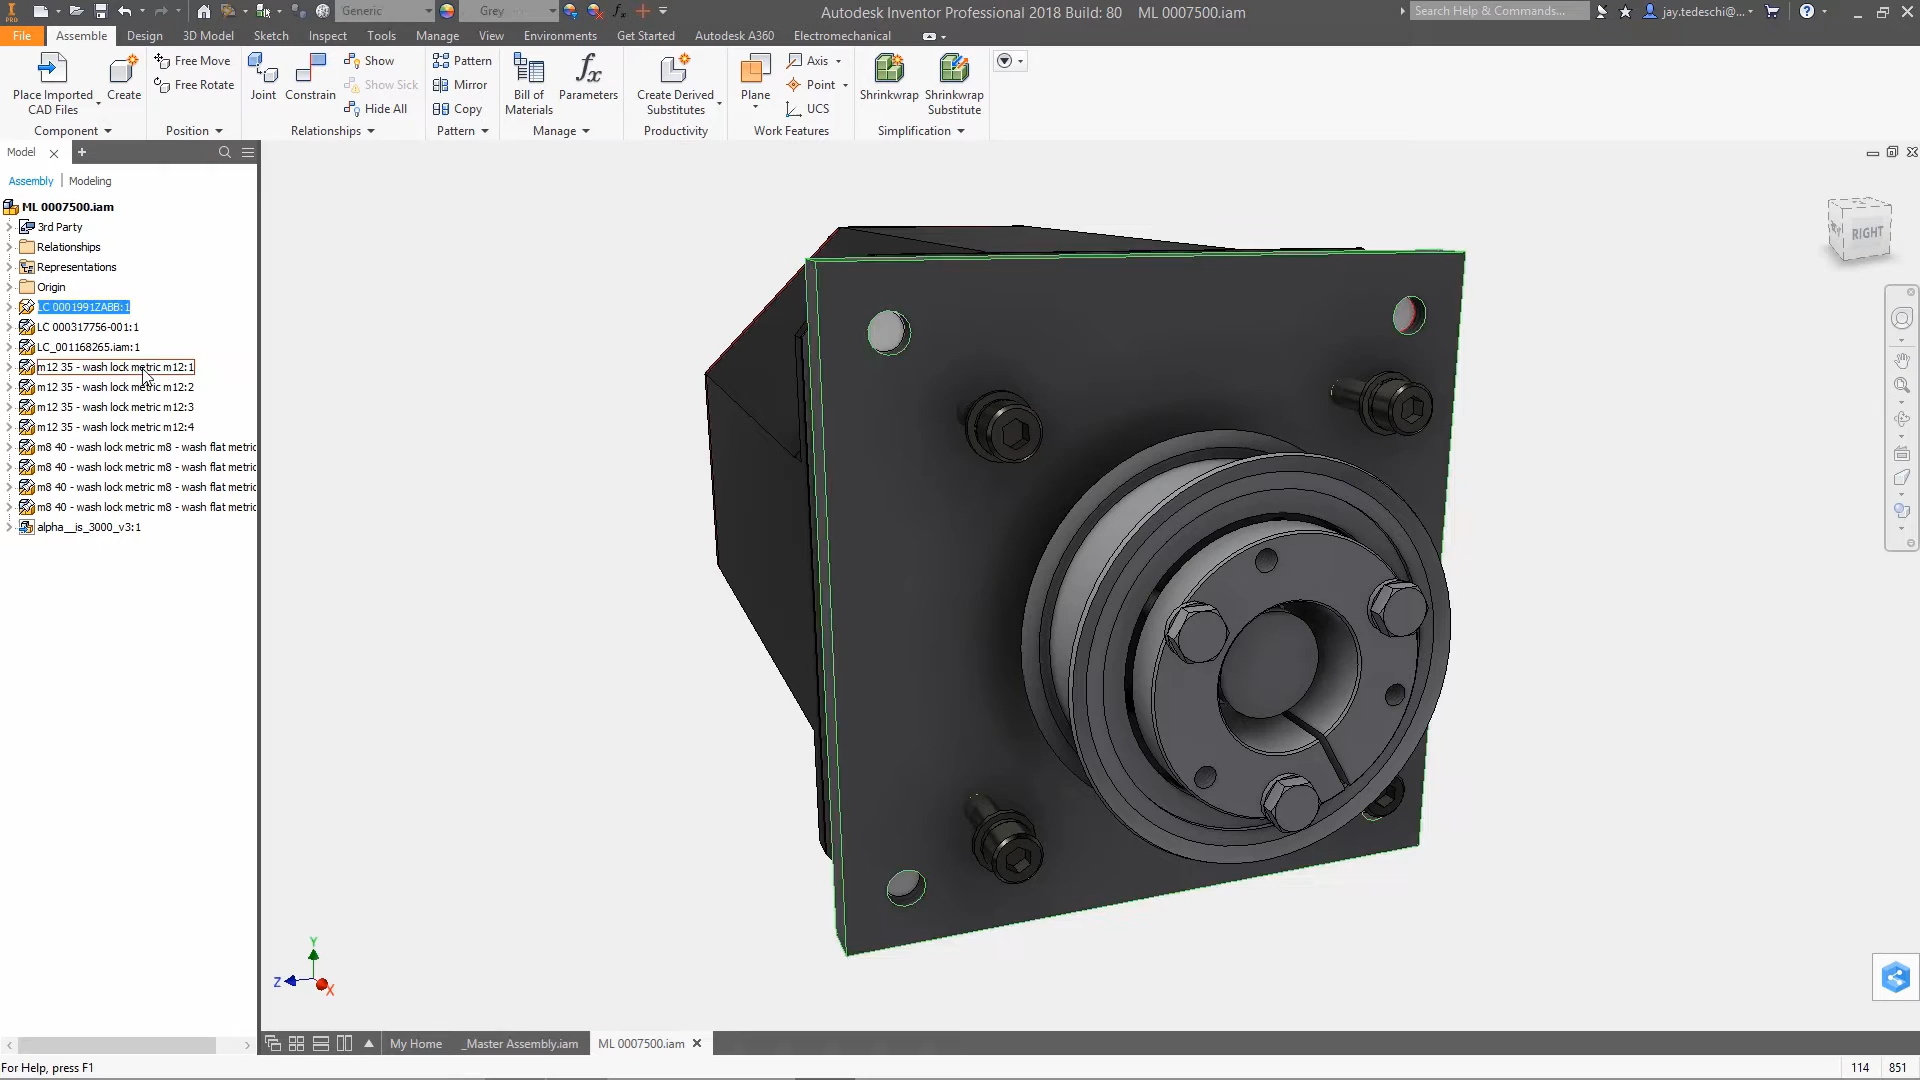 PRO
Generic
Grey
fx
Autodesk Inventor Professional 2018 Build: 80 ML 0007500.iam
Search Help & Commands...
jay.tedeschi@...
File Assemble Design 3D Model Sketch Inspect Tools Manage View Environments Get Started Autodesk A360 Electromechanical
Place Imported
CAD Files
Create
Component
Free Move
Free Rotate
Position
Joint
Constrain
Show
Show Sick
Hide All
Relationships
Pattern
Mirror
Copy
Pattern
Bill of
Materials
fx
Parameters
Manage
Create Derived
Substitutes
Productivity
Plane
Axis
Point
UCS
Work Features
Shrinkwrap
Shrinkwrap
Substitute
Simplification
Model
Assembly | Modeling
ML 0007500.iam
3rd Party
Relationships
Representations
Origin
LC 0001991ZABB:1
LC 000317756-001:1
LC_001168265.iam:1
m12 35 - wash lock metric m12:1
m12 35 - wash lock metric m12:2
m12 35 - wash lock metric m12:3
m12 35 - wash lock metric m12:4
m8 40 - wash lock metric m8 - wash flat metric
m8 40 - wash lock metric m8 - wash flat metric
m8 40 - wash lock metric m8 - wash flat metric
m8 40 - wash lock metric m8 - wash flat metric
alpha__is_3000_v3:1
RIGHT
Y
Z
X
My Home
_Master Assembly.iam
ML 0007500.iam
For Help, press F1
114 851